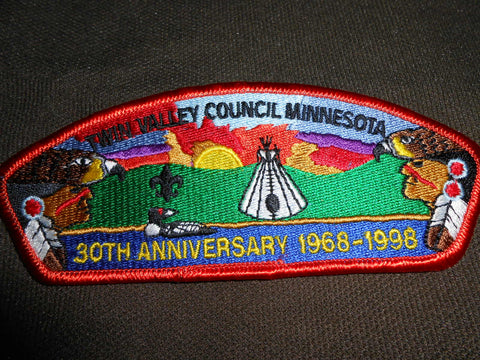 TWIN VALLEY COUNCIL MINNESOTA
30TH ANNIVERSARY 1968-1998